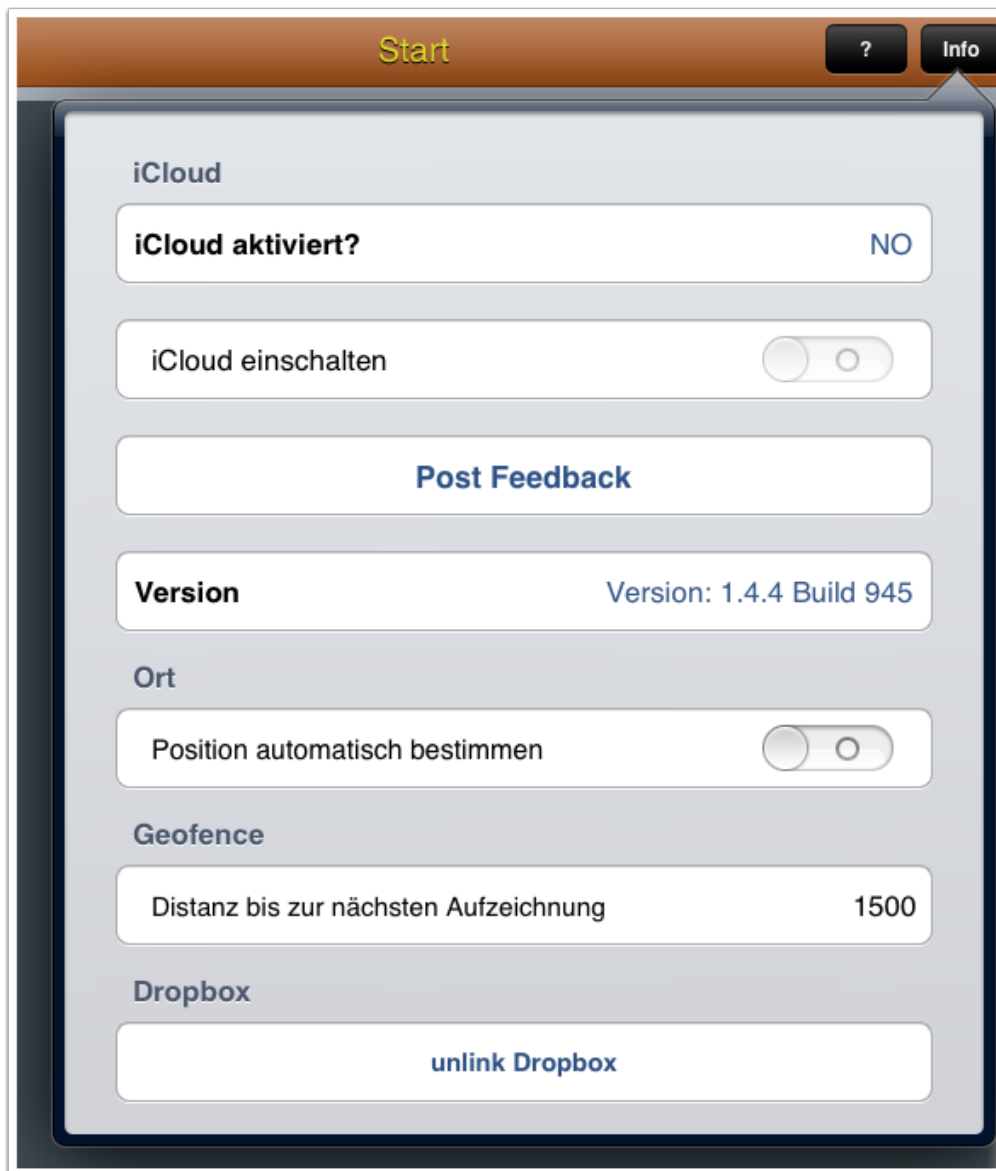 Start
?
Info
iCloud
iCloud aktiviert? NO
iCloud einschalten
Post Feedback
Version Version: 1.4.4 Build 945
Ort
Position automatisch bestimmen
Geofence
Distanz bis zur nächsten Aufzeichnung 1500
Dropbox
unlink Dropbox